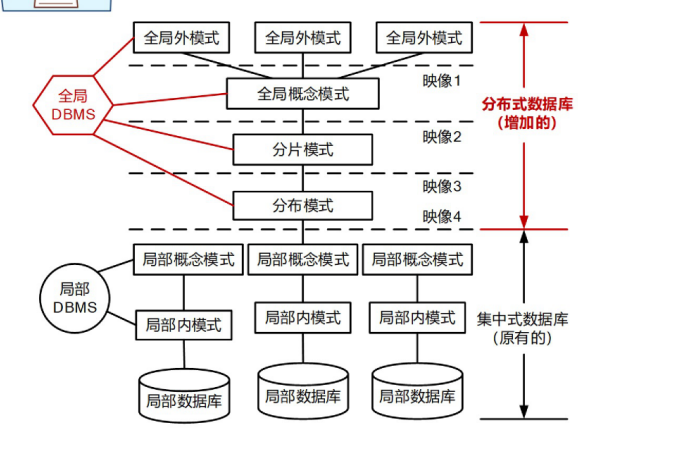 全局外模式 全局外模式 全局外模式
映像1
全局
DBMS
全局概念模式
分布式数据库
(增加的)
映像2
分片模式
映像3
分布模式
映像4
局部概念模式 局部概念模式 局部概念模式
局部
DBMS
局部内模式 局部内模式 局部内模式
集中式数据库
(原有的)
局部数据库 局部数据库 局部数据库